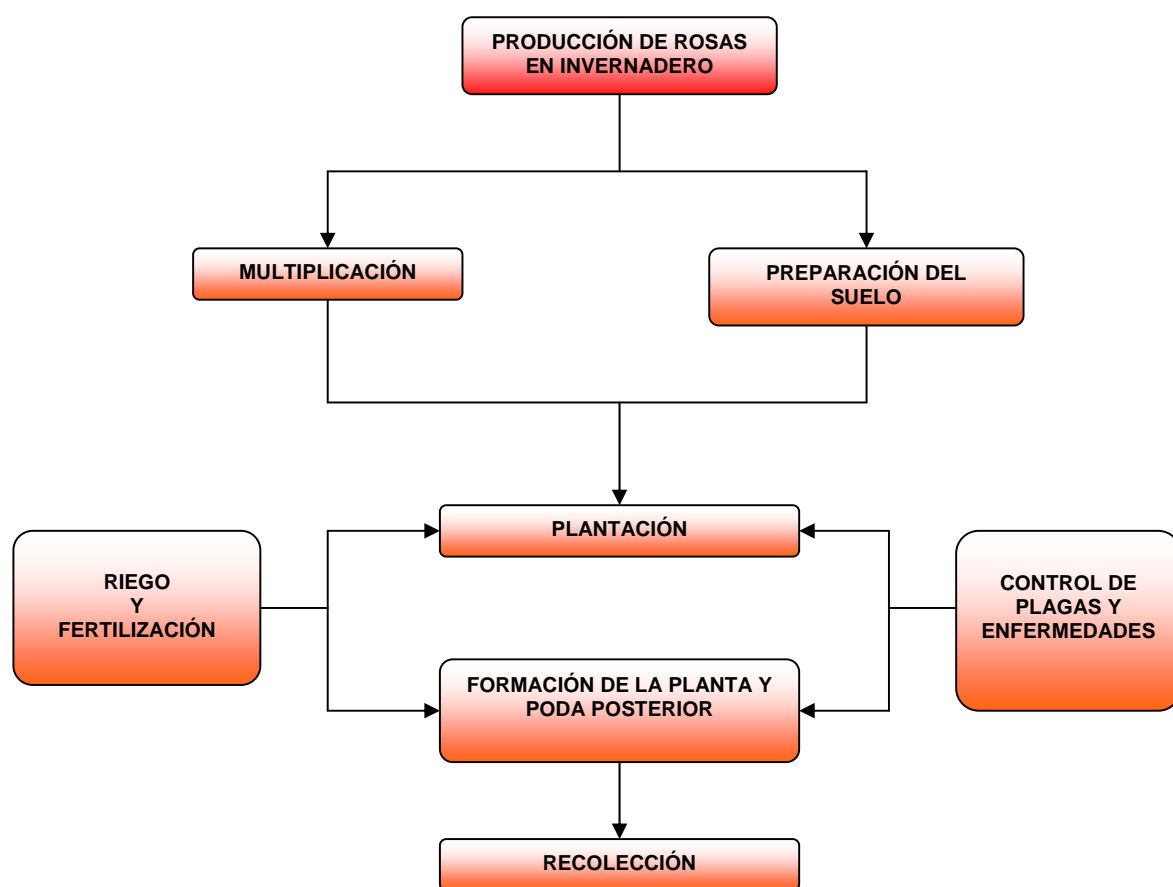 PRODUCCIÓN DE ROSAS
EN INVERNADERO
MULTIPLICACIÓN
PREPARACIÓN DEL
SUELO
PLANTACIÓN
RIEGO
Y
FERTILIZACIÓN
CONTROL DE
PLAGAS Y
ENFERMEDADES
FORMACIÓN DE LA PLANTA Y
PODA POSTERIOR
RECOLECCIÓN